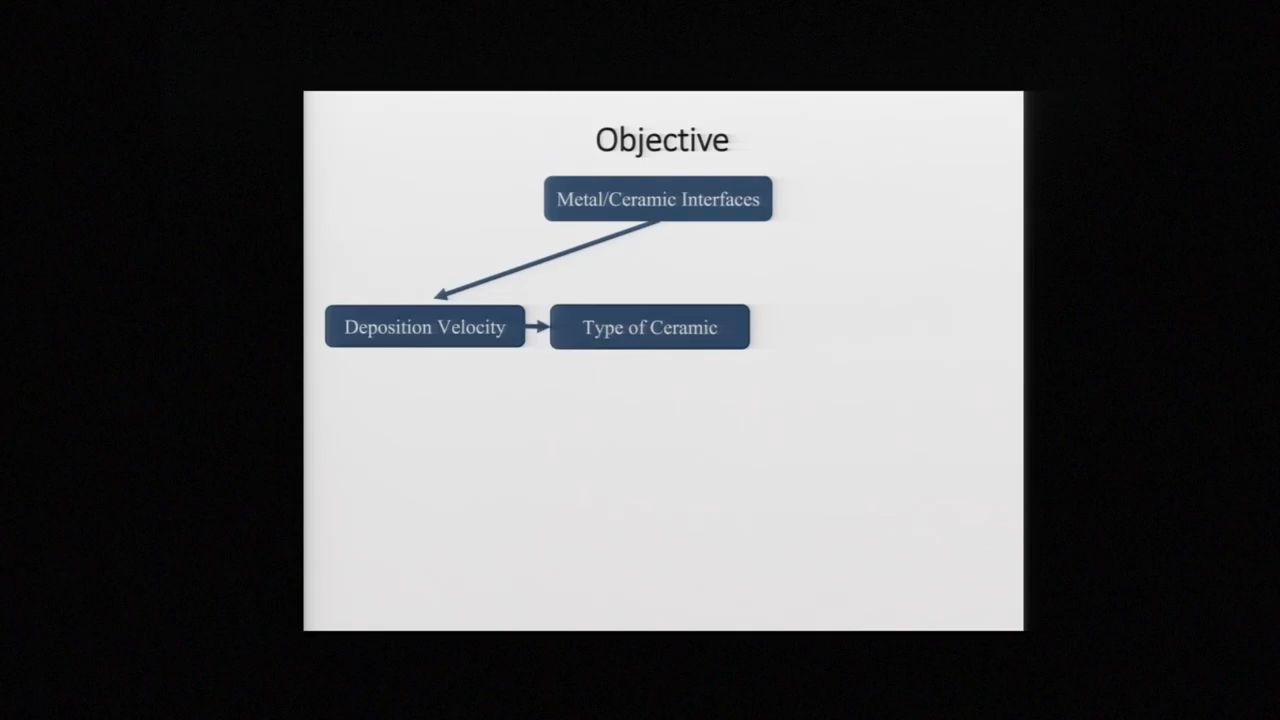 Objective
Metal/Ceramic Interfaces
Deposition Velocity
Type of Ceramic